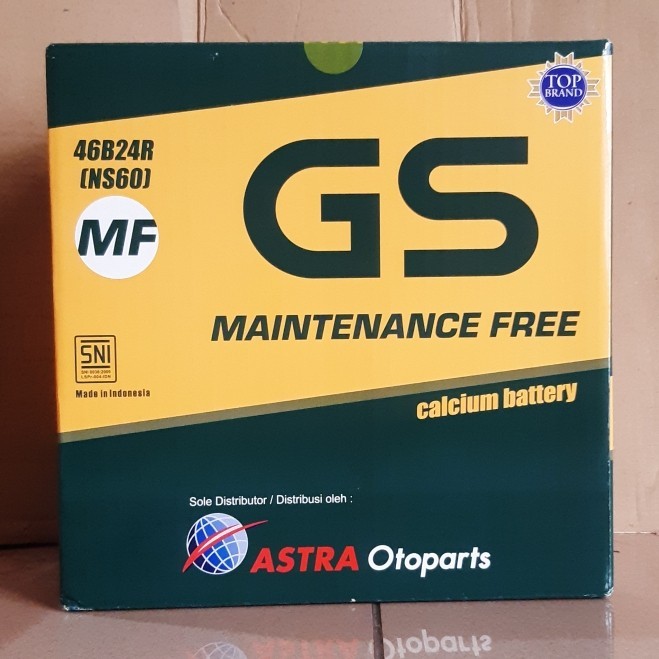 TOP
BRAND
46B24R
(NS60)
MF
GS
MAINTENANCE FREE
SNI
Made in Indonesia
calcium battery
Sole Distributor / Distribusi oleh :
ASTRA Otoparts